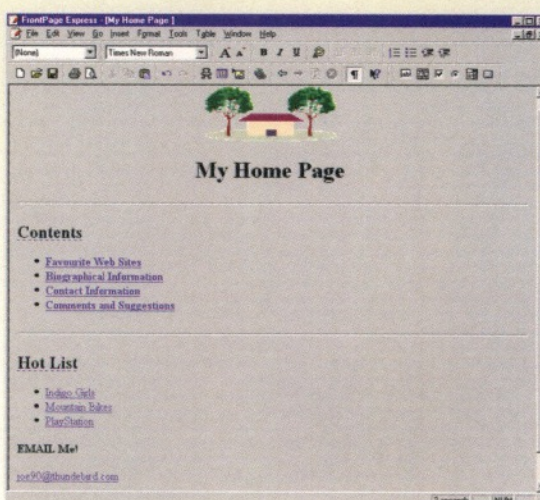 FrontPage Express - [My Home Page ]
File Edit View Go Insert Format Tools Table Window Help
(None) Times New Roman A A B I U
My Home Page
Contents
Favourite Web Sites
Biographical Information
Contact Information
Comments and Suggestions
Hot List
Indigo Girls
Mountain Bikes
PlayStation
EMAIL Me!
NUM